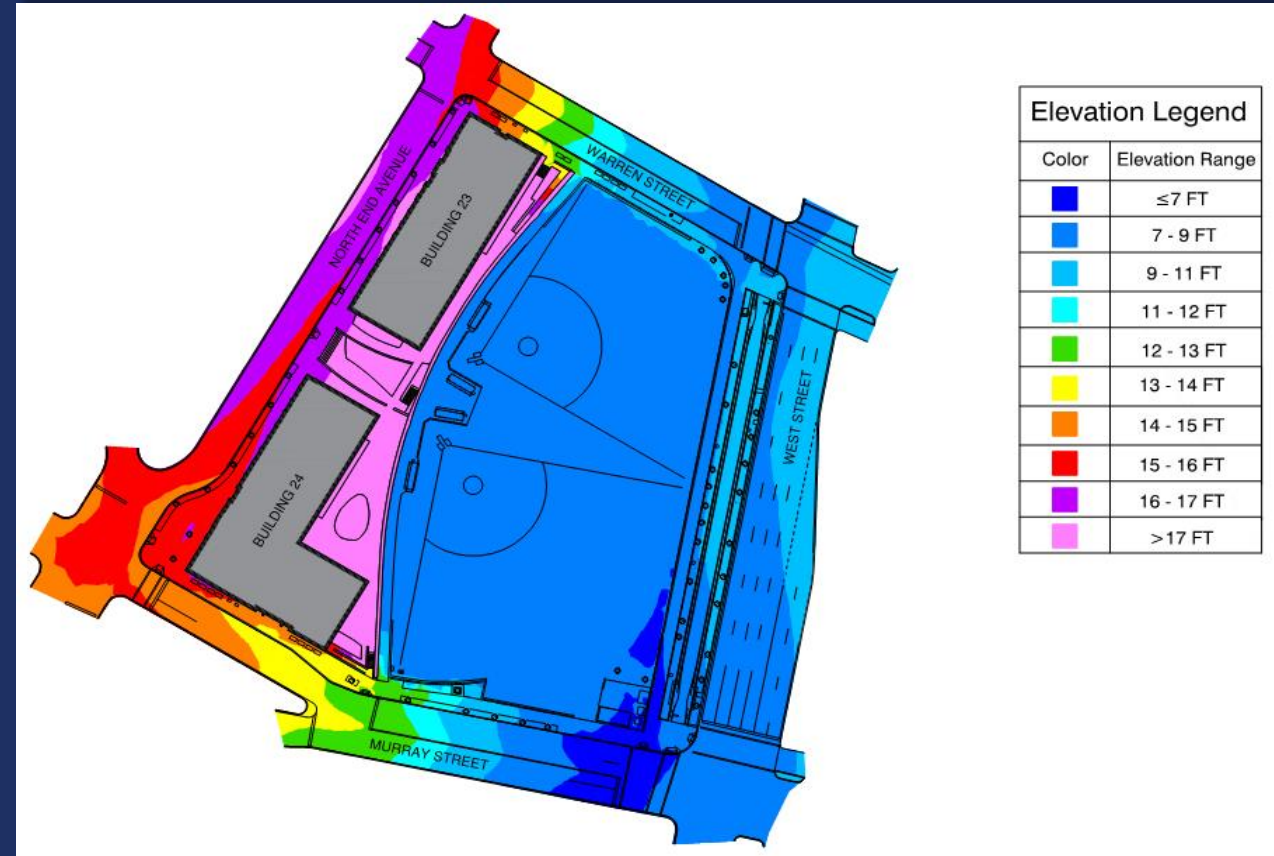 WARREN STREET
NORTH END AVENUE
BUILDING 23
BUILDING 24
WEST STREET
MURRAY STREET
Elevation Legend
Color Elevation Range
≤7 FT
7 - 9 FT
9 - 11 FT
11 - 12 FT
12 - 13 FT
13 - 14 FT
14 - 15 FT
15 - 16 FT
16 - 17 FT
>17 FT